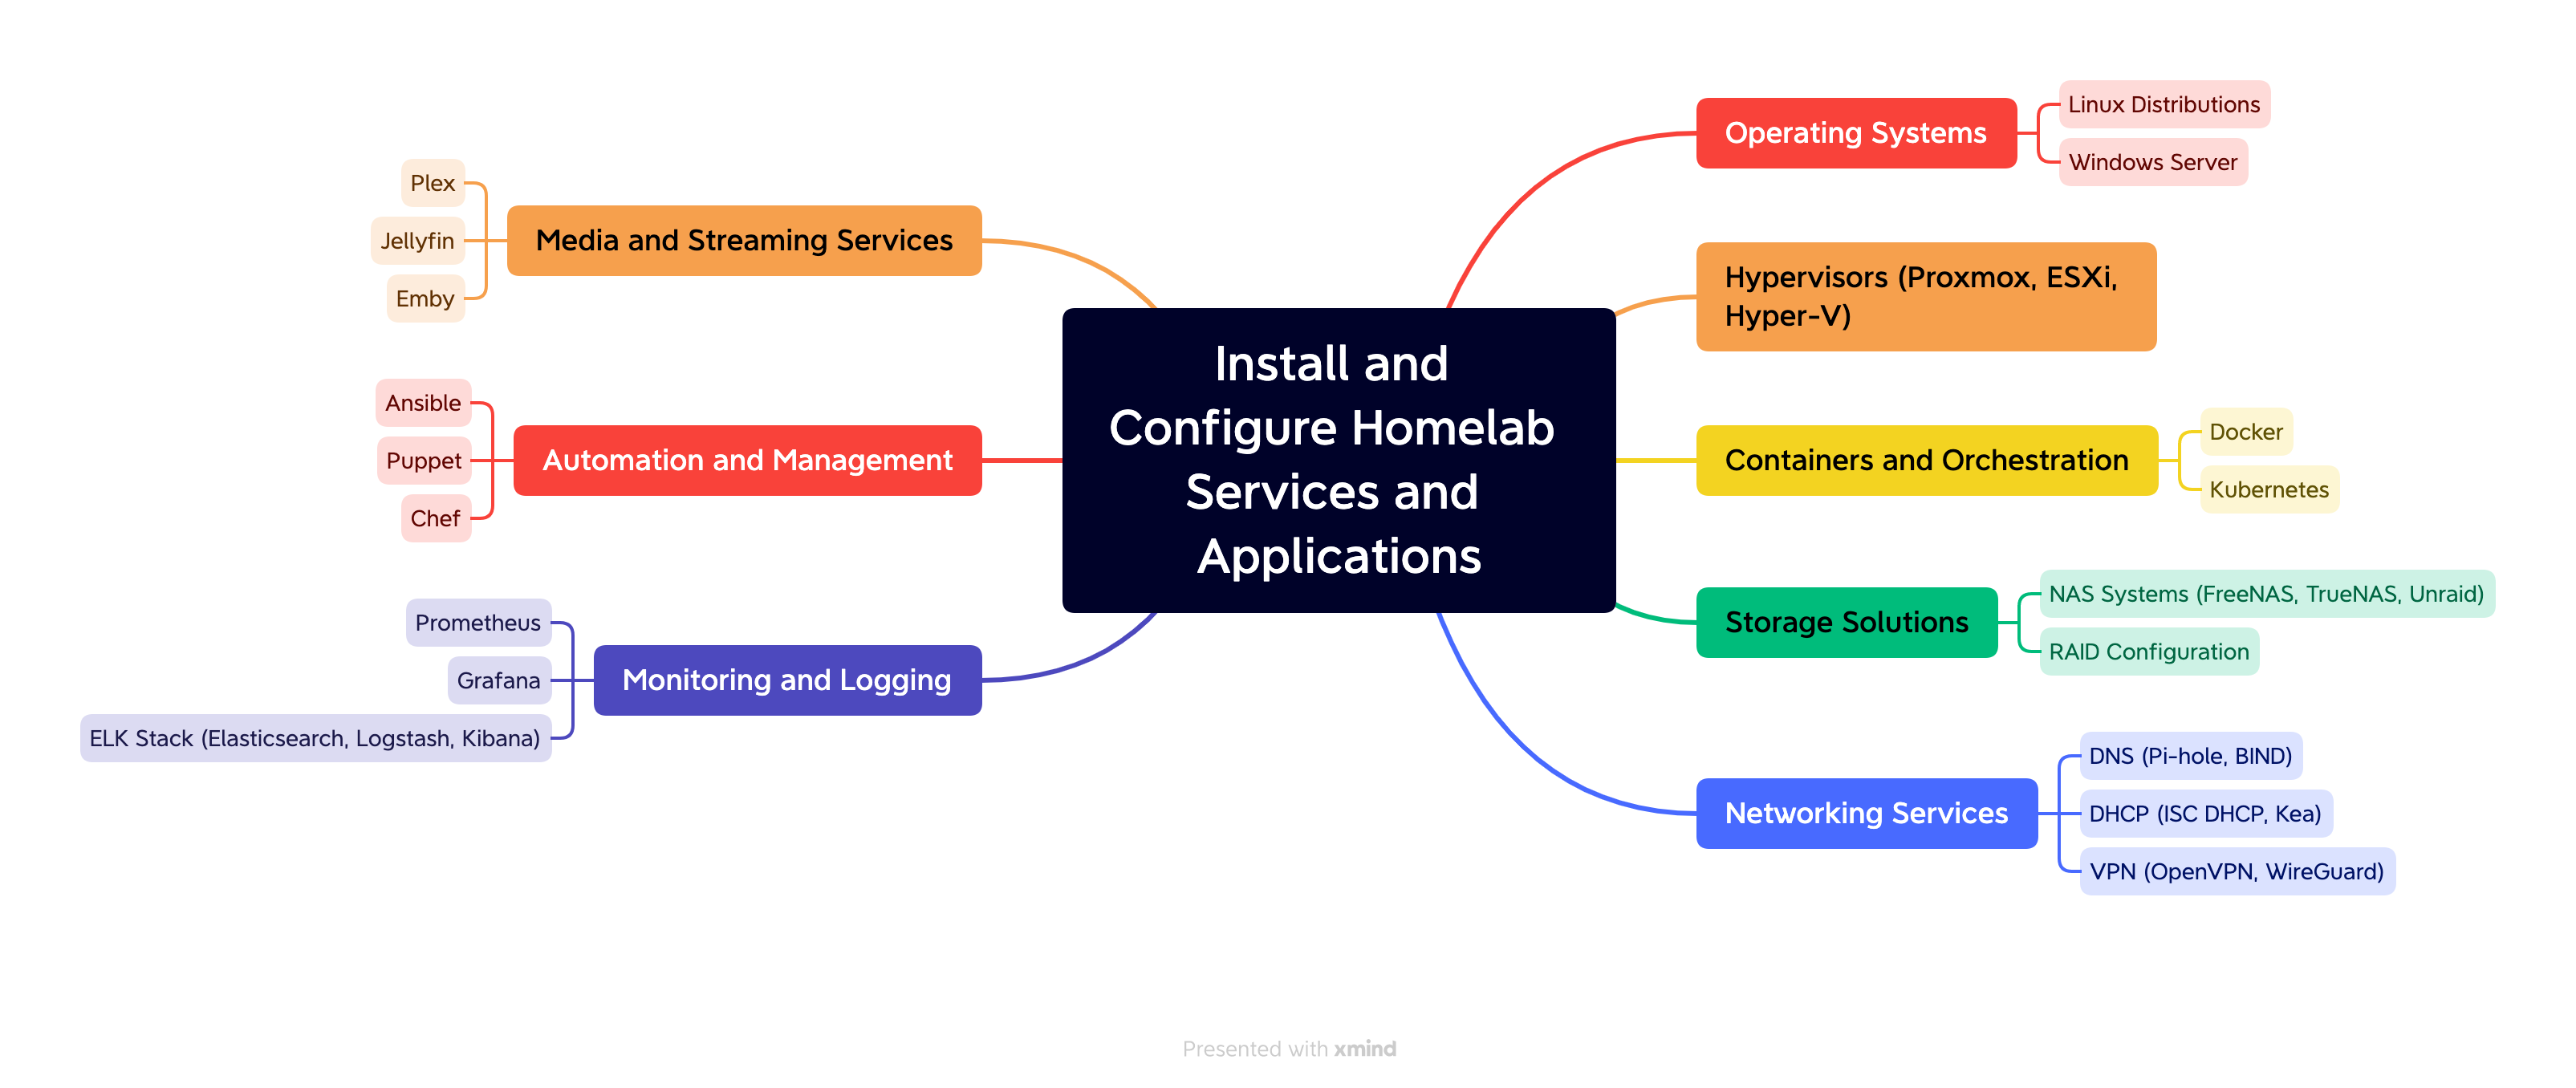 Install and
Configure Homelab
Services and
Applications
Operating Systems
Linux Distributions
Windows Server
Hypervisors (Proxmox, ESXi,
Hyper-V)
Containers and Orchestration
Docker
Kubernetes
Storage Solutions
NAS Systems (FreeNAS, TrueNAS, Unraid)
RAID Configuration
Networking Services
DNS (Pi-hole, BIND)
DHCP (ISC DHCP, Kea)
VPN (OpenVPN, WireGuard)
Media and Streaming Services
Plex
Jellyfin
Emby
Automation and Management
Ansible
Puppet
Chef
Monitoring and Logging
Prometheus
Grafana
ELK Stack (Elasticsearch, Logstash, Kibana)
Presented with xmind